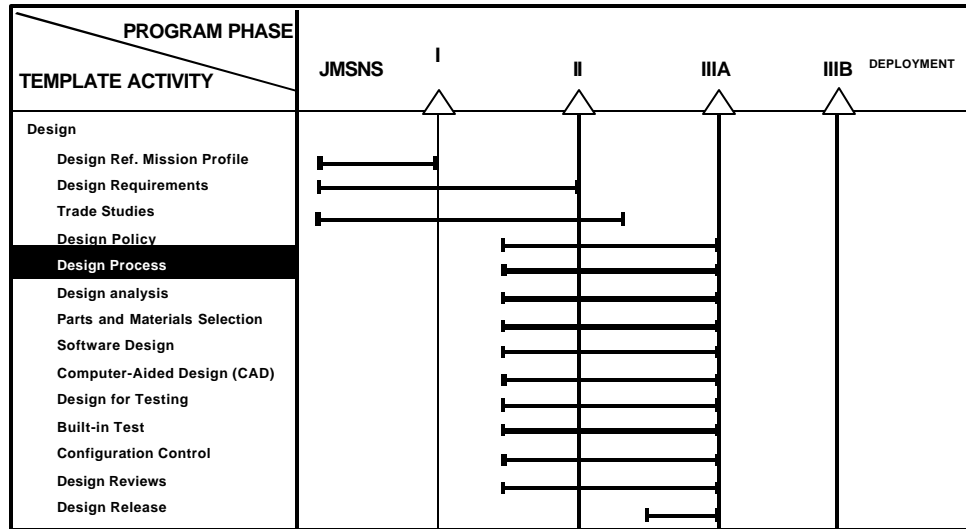 PROGRAM PHASE
TEMPLATE ACTIVITY
JMSNS
I
II
IIIA
IIIB
DEPLOYMENT
Design
Design Ref. Mission Profile
Design Requirements
Trade Studies
Design Policy
Design Process
Design analysis
Parts and Materials Selection
Software Design
Computer-Aided Design (CAD)
Design for Testing
Built-in Test
Configuration Control
Design Reviews
Design Release